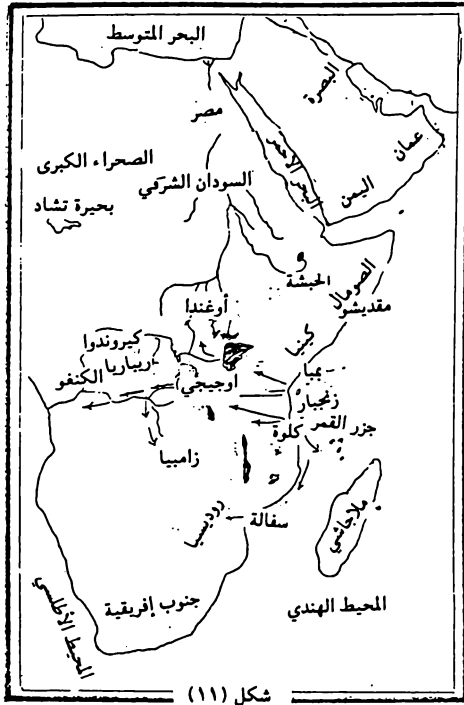 البحر المتوسط
البصرة
مصر
عمان
الصحراء الكبرى
البحر الأحمر
اليمن
السودان الشرقي
بحيرة تشاد
الحبشة
الصومال
مقديشو
أوغندا
كينيا
كيروندوا
اريباريا
الكنغو
اوجيجي
بمبا
زنجبار
جزر القمر
كلوة
زامبيا
سفالة
روديسيا
ملاجاشي
جنوب إفريقية
المحيط الهندي
المحيط الأطلسي
شكل (١١)